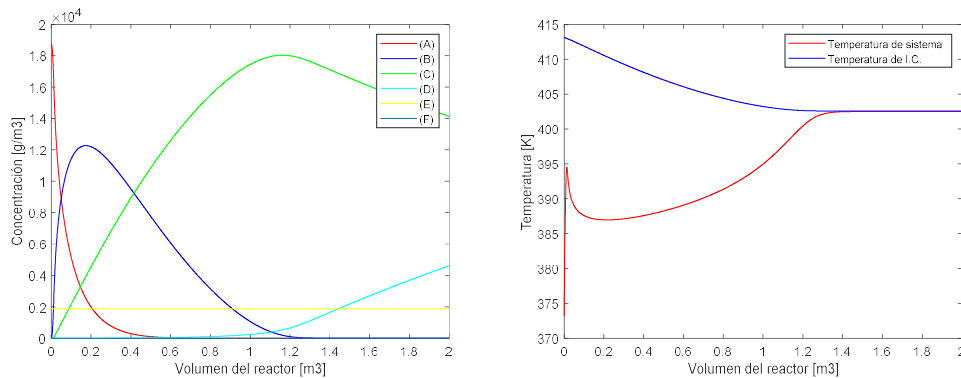 ×10⁴
2
1.8
1.6
1.4
1.2
1
0.8
0.6
0.4
0.2
0
Concentración [g/m3]
0 0.2 0.4 0.6 0.8 1 1.2 1.4 1.6 1.8 2
Volumen del reactor [m3]
(A)
(B)
(C)
(D)
(E)
(F)
415
410
405
400
395
390
385
380
375
370
Temperatura [K]
0 0.2 0.4 0.6 0.8 1 1.2 1.4 1.6 1.8 2
Volumen del reactor [m3]
Temperatura de sistema
Temperatura de I.C.